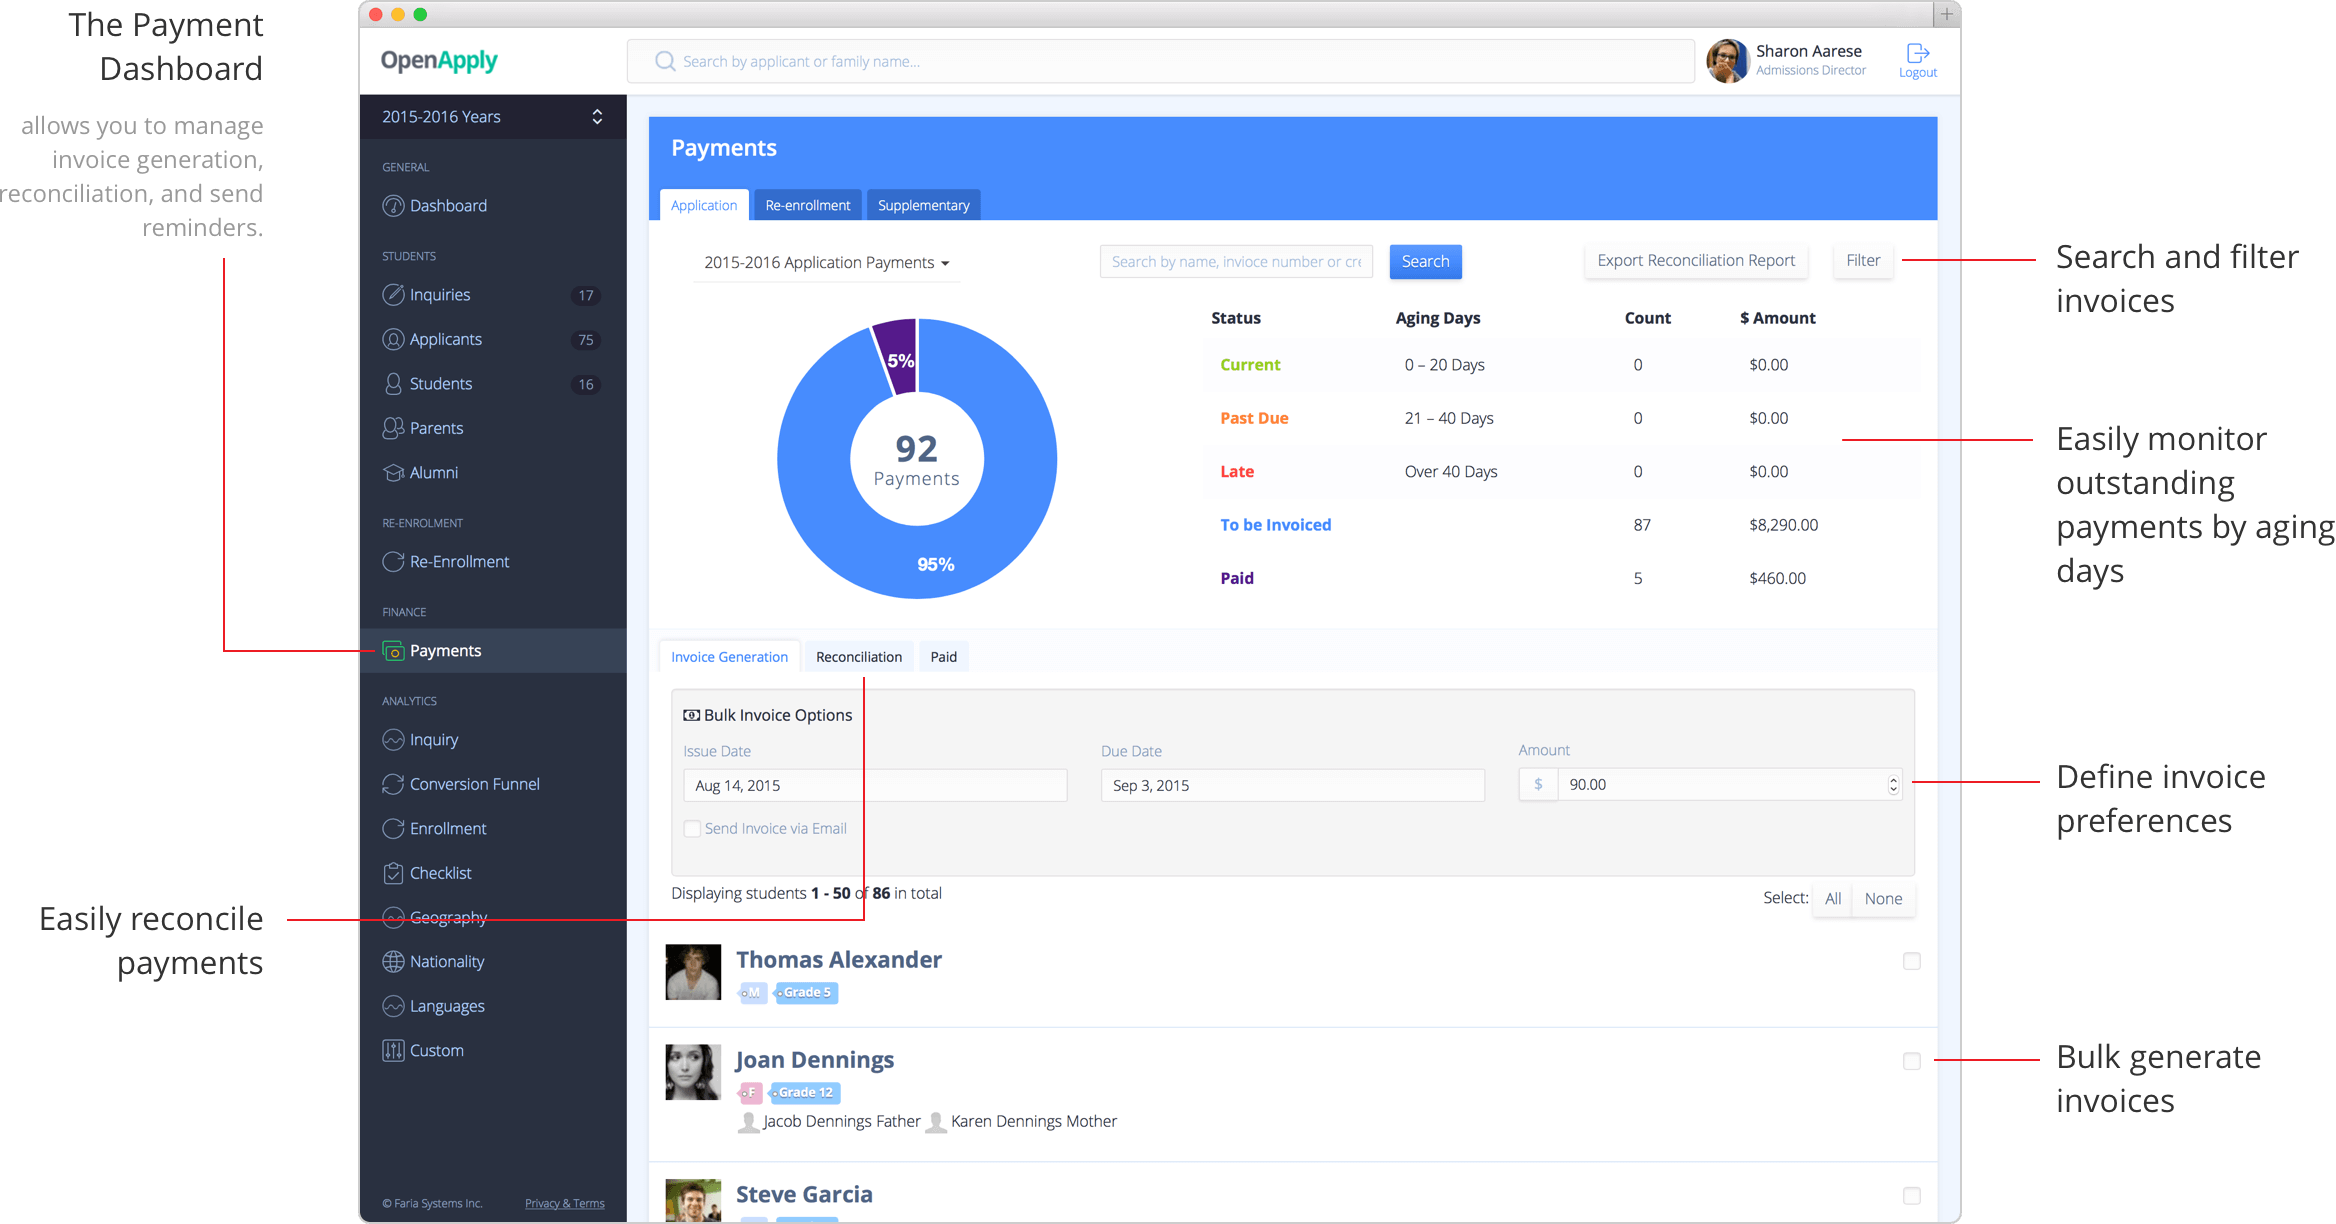 The Payment
Dashboard
allows you to manage
invoice generation,
reconciliation, and send
reminders.
Easily reconcile
payments
OpenApply
Search by applicant or family name...
Sharon Aarese
Admissions Director
Logout
2015-2016 Years
GENERAL
Dashboard
STUDENTS
Inquiries 17
Applicants 75
Students 16
Parents
Alumni
RE-ENROLMENT
Re-Enrollment
FINANCE
Payments
ANALYTICS
Inquiry
Conversion Funnel
Enrollment
Checklist
Geography
Nationality
Languages
Custom
© Faria Systems Inc. Privacy & Terms
Payments
Application Re-enrollment Supplementary
2015-2016 Application Payments
Search by name, invioce number or cre
Search
Export Reconciliation Report
Filter
5%
92
Payments
95%
Status Aging Days Count $ Amount
Current 0 – 20 Days 0 $0.00
Past Due 21 – 40 Days 0 $0.00
Late Over 40 Days 0 $0.00
To be Invoiced 87 $8,290.00
Paid 5 $460.00
Invoice Generation Reconciliation Paid
Bulk Invoice Options
Issue Date Due Date Amount
Aug 14, 2015 Sep 3, 2015 $ 90.00
Send Invoice via Email
Displaying students 1 - 50 of 86 in total
Select: All None
Thomas Alexander
M Grade 5
Joan Dennings
F Grade 12
Jacob Dennings Father Karen Dennings Mother
Steve Garcia
Search and filter
invoices
Easily monitor
outstanding
payments by aging
days
Define invoice
preferences
Bulk generate
invoices